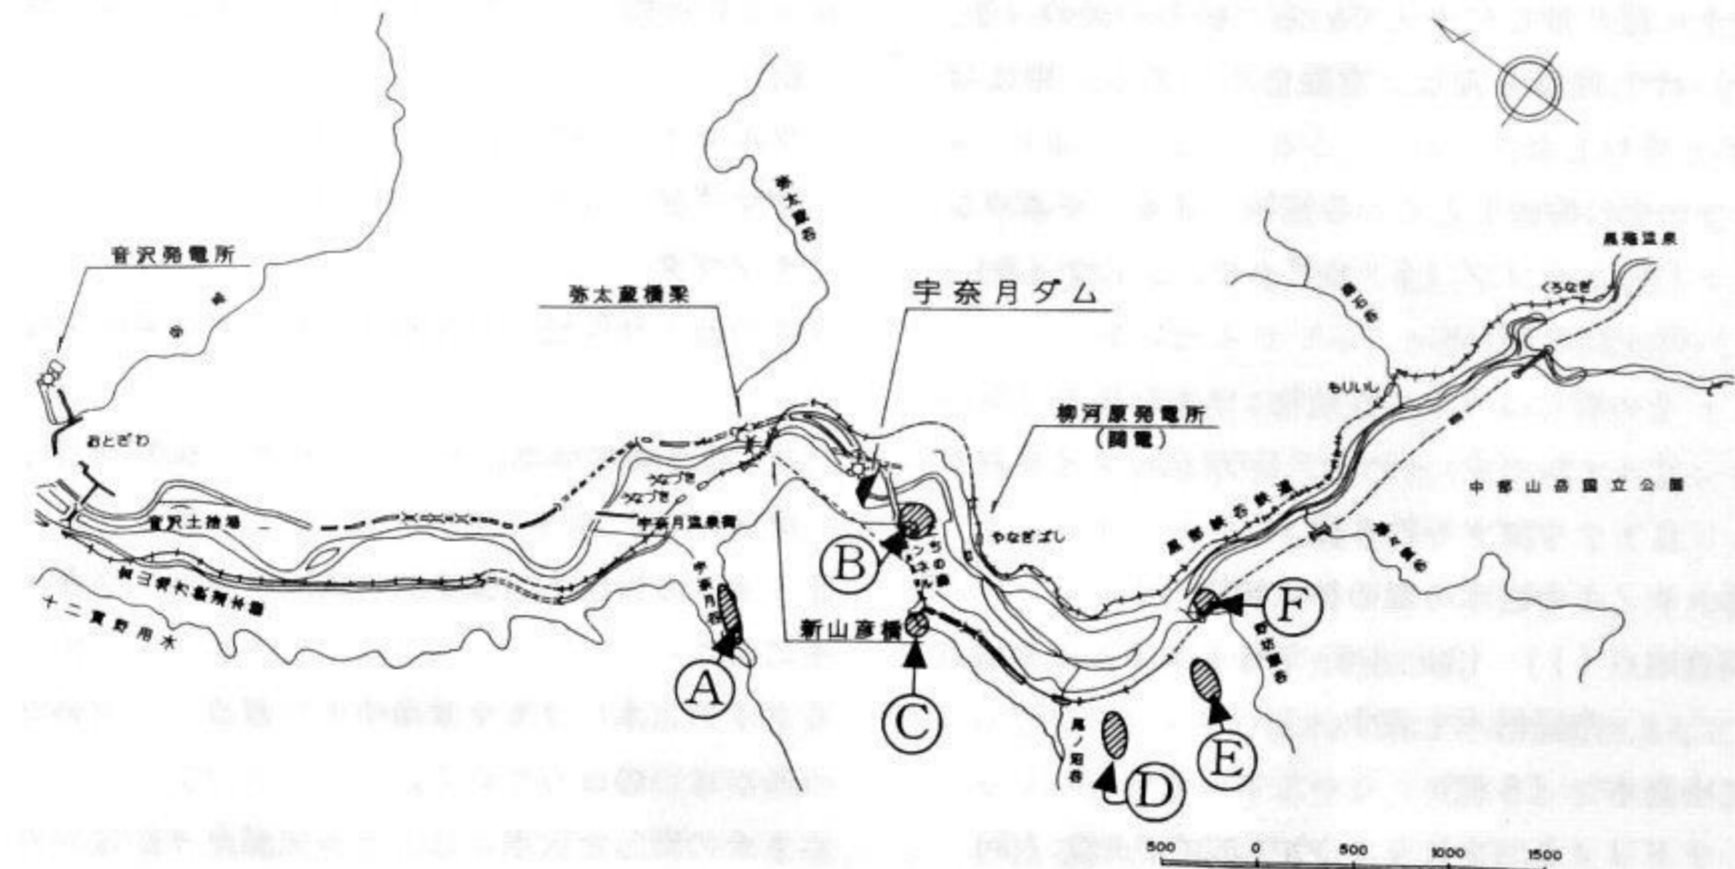 音沢発電所
弥太蔵谷
弥太蔵橋梁
宇奈月ダム
黒薙温泉
くろなぎ
もりいし
柳河原発電所
(関電)
おとざわ
うなづき
うなづき
中部山岳国立公園
音沢土捨場
宇奈月温泉街
やなぎばし
黒部峡谷鉄道
B
宇奈月谷
十二貫野用水
新山彦橋
F
A
C
尾ノ沼谷
E
D
500 0 500 1000 1500